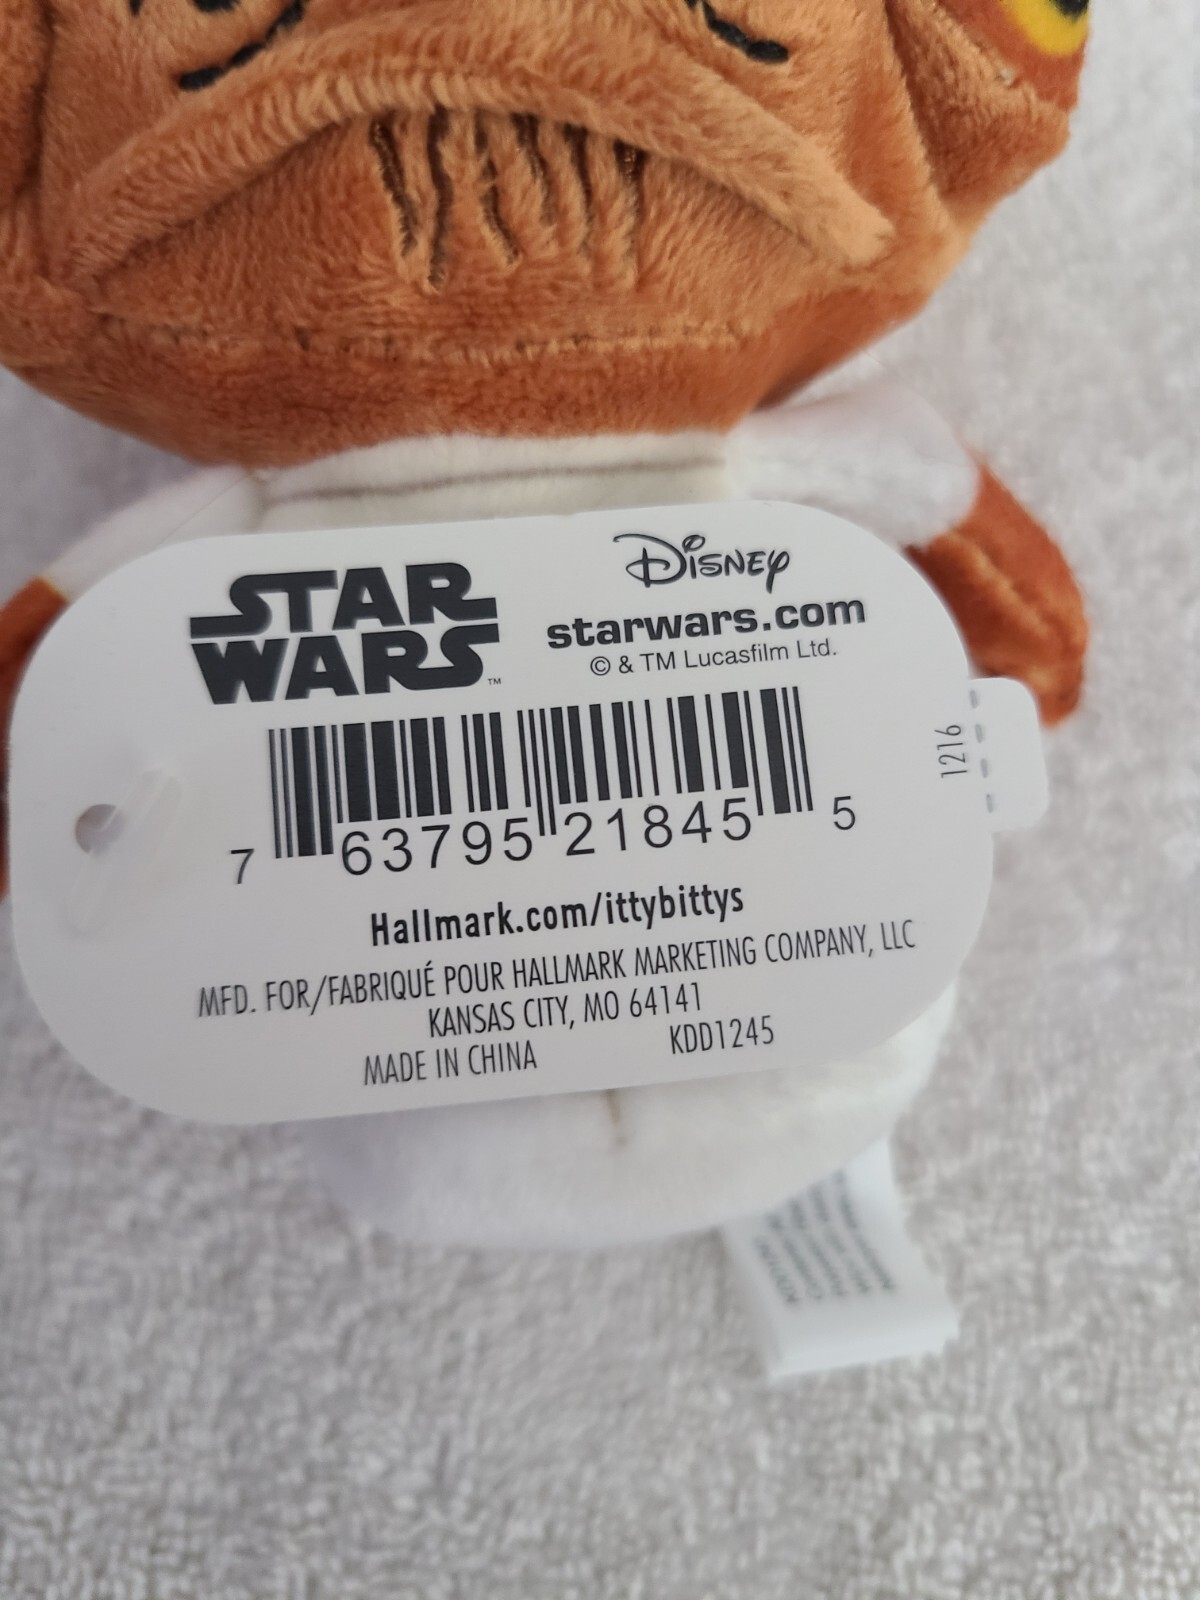 STAR
WARS™
Disney
starwars.com
© & TM Lucasfilm Ltd.
1216
7 63795 21845 5
Hallmark.com/ittybittys
MFD. FOR/FABRIQUÉ POUR HALLMARK MARKETING COMPANY, LLC
KANSAS CITY, MO 64141
MADE IN CHINA KDD1245